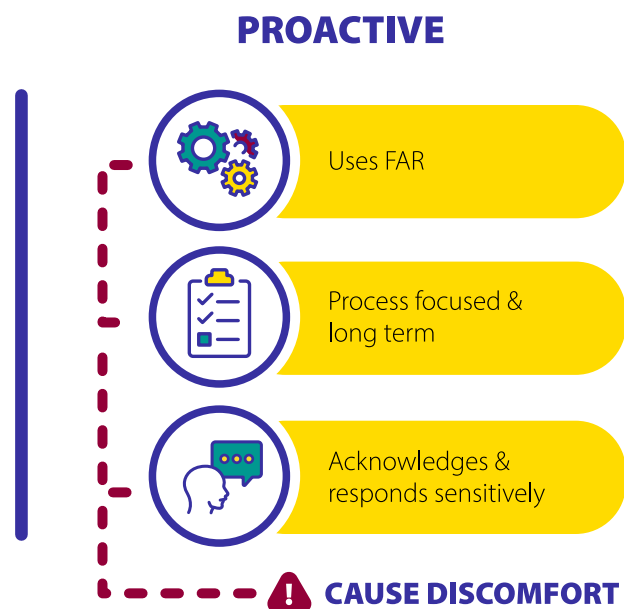 PROACTIVE
Uses FAR
Process focused &
long term
Acknowledges &
responds sensitively
! CAUSE DISCOMFORT